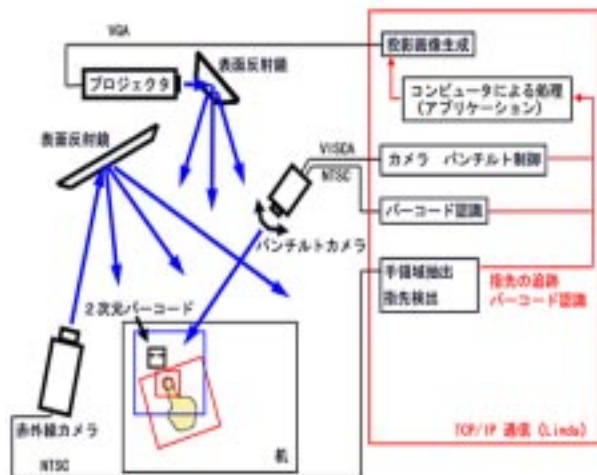 VGA
プロジェクタ
表面反射鏡
投影画像生成
コンピュータによる処理
(アプリケーション)
表面反射鏡
VISCA
NTSC
カメラ パンチルト制御
バーコード認識
パンチルトカメラ
手領域抽出
指先検出
指先の追跡
バーコード認識
2次元バーコード
赤外線カメラ
NTSC
机
TCP/IP 通信 (Linda)